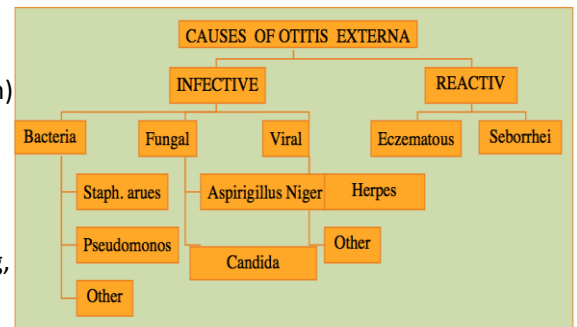 CAUSES OF OTITIS EXTERNA
n)
INFECTIVE
REACTIV
Bacteria
Fungal
Viral
Eczematous
Seborrhei
Staph. arues
Aspirigillus Niger
Herpes
Pseudomonos
Other
g,
Candida
Other